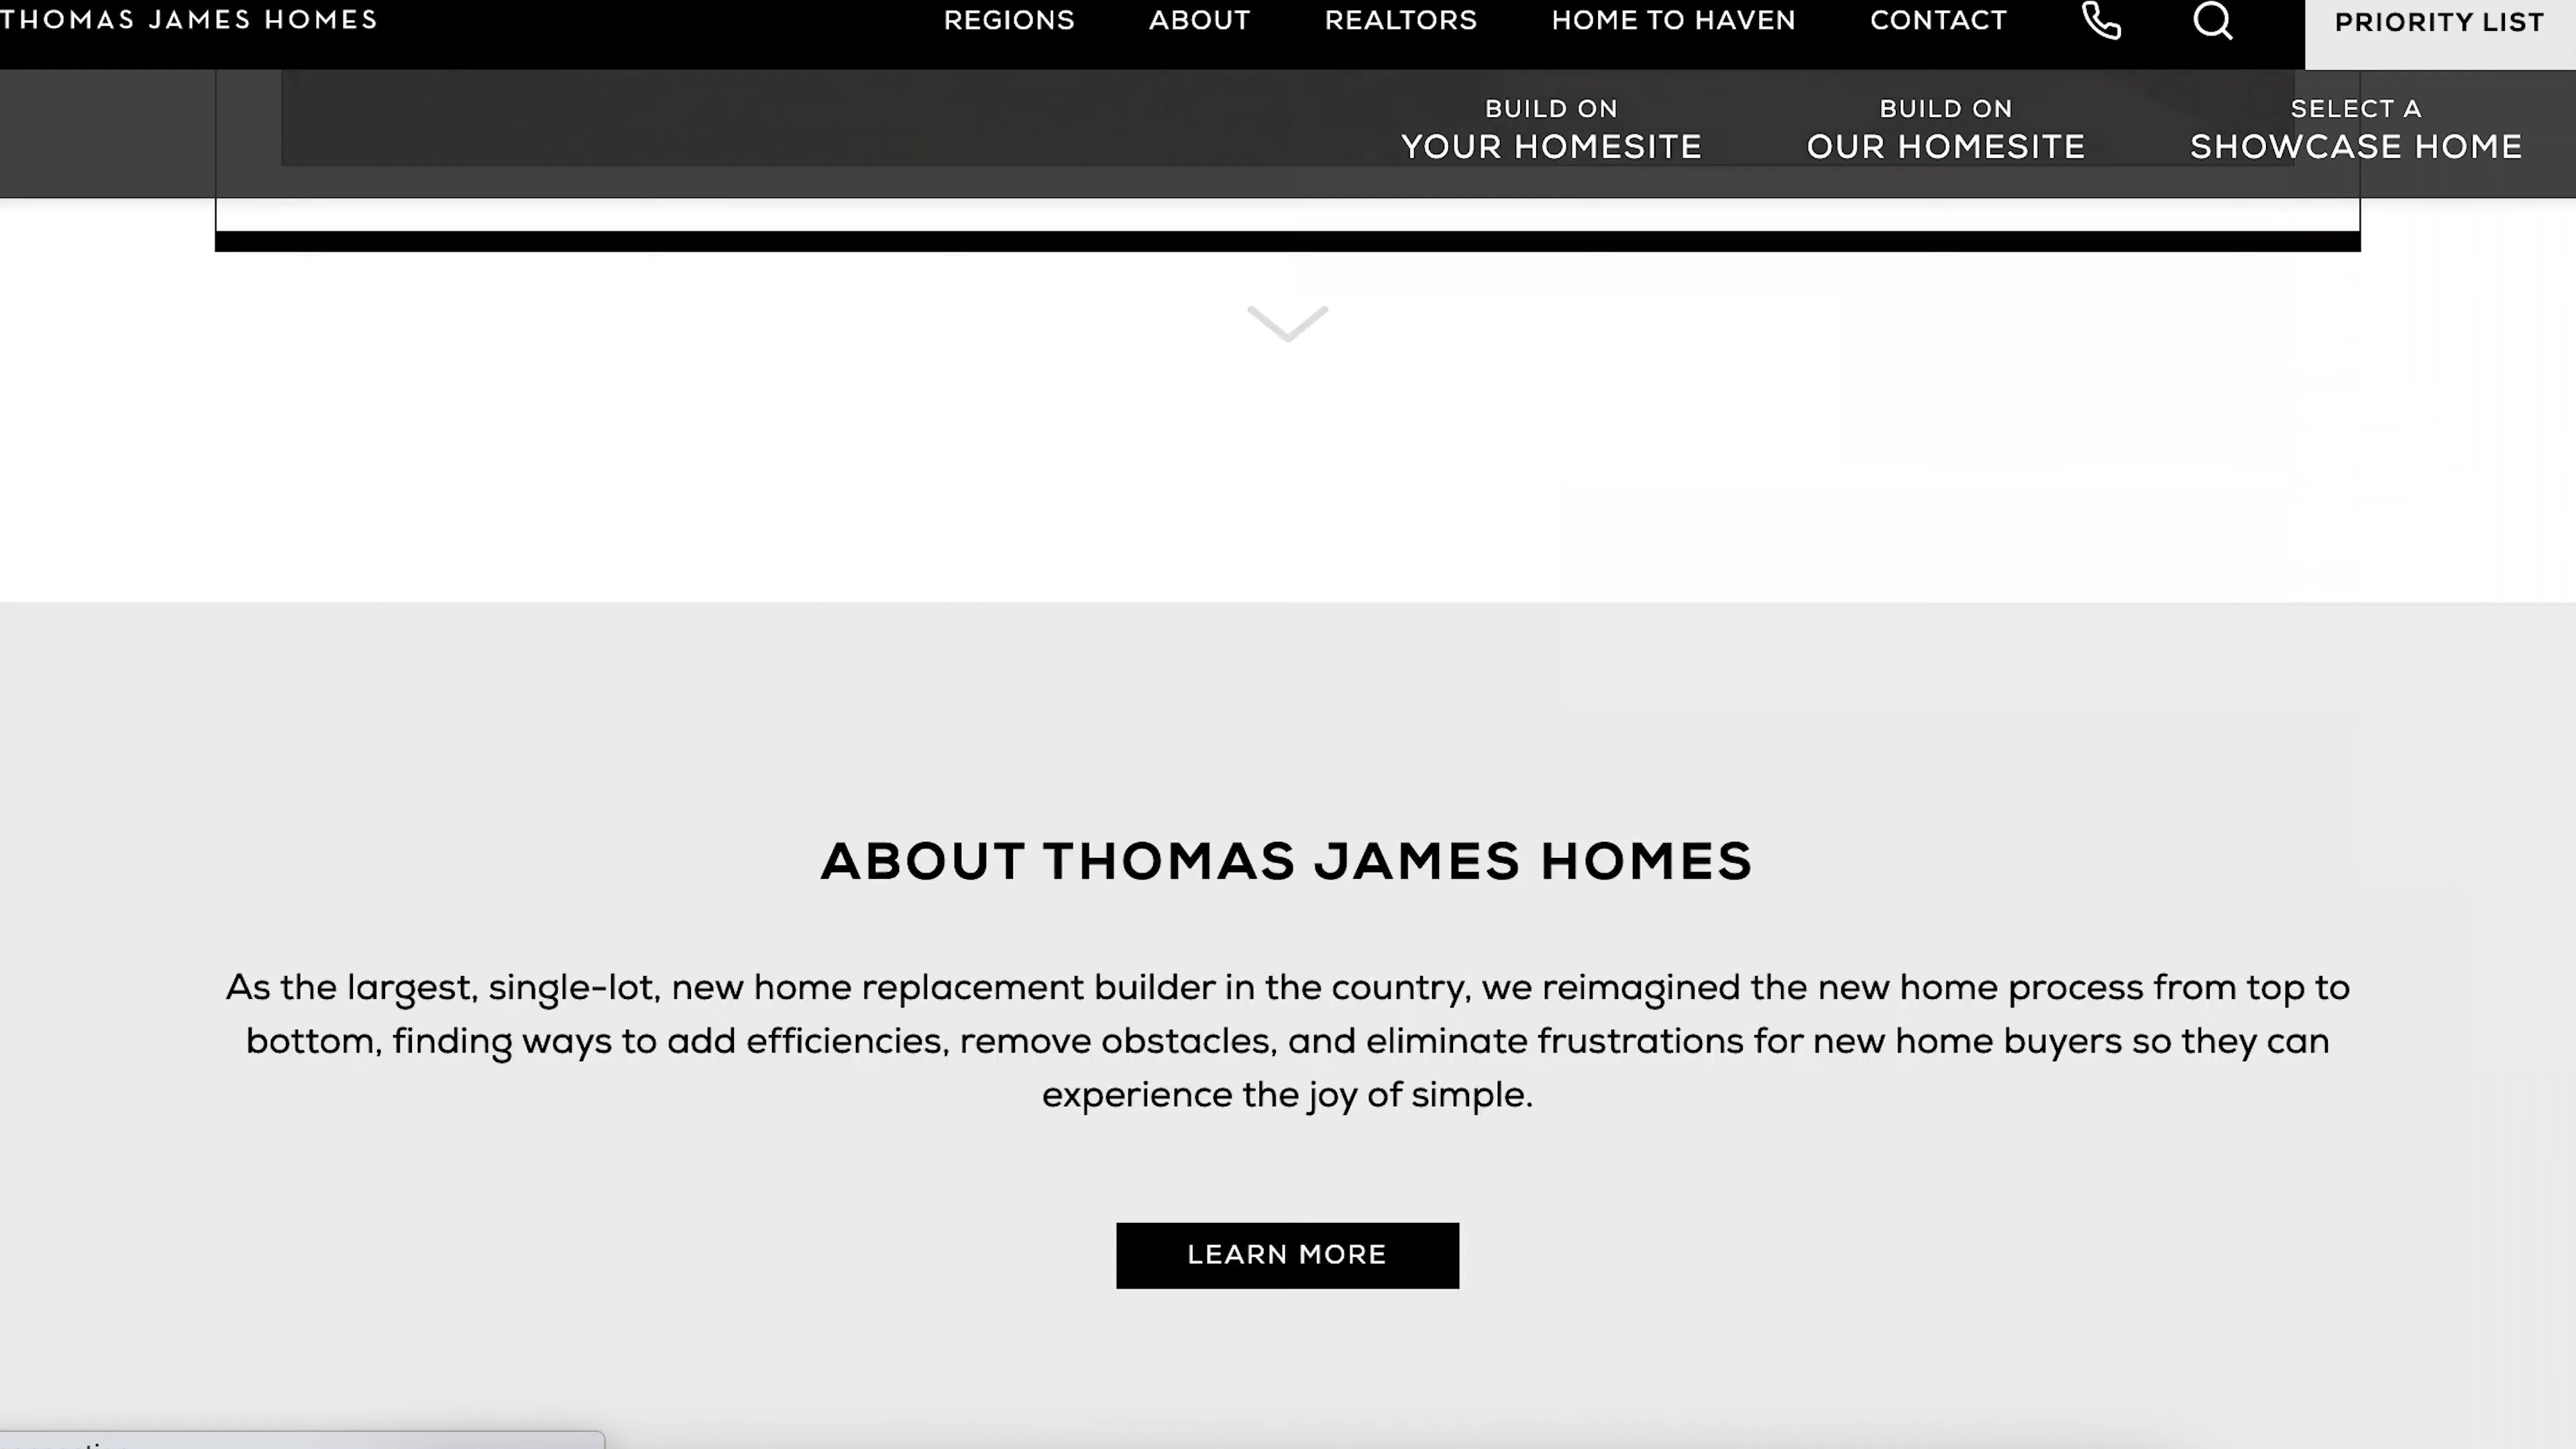 THOMAS JAMES HOMES
REGIONS
ABOUT
REALTORS
HOME TO HAVEN
CONTACT
PRIORITY LIST
BUILD ON
YOUR HOMESITE
BUILD ON
OUR HOMESITE
SELECT A
SHOWCASE HOME
ABOUT THOMAS JAMES HOMES
As the largest, single-lot, new home replacement builder in the country, we reimagined the new home process from top to
bottom, finding ways to add efficiencies, remove obstacles, and eliminate frustrations for new home buyers so they can
experience the joy of simple.
LEARN MORE